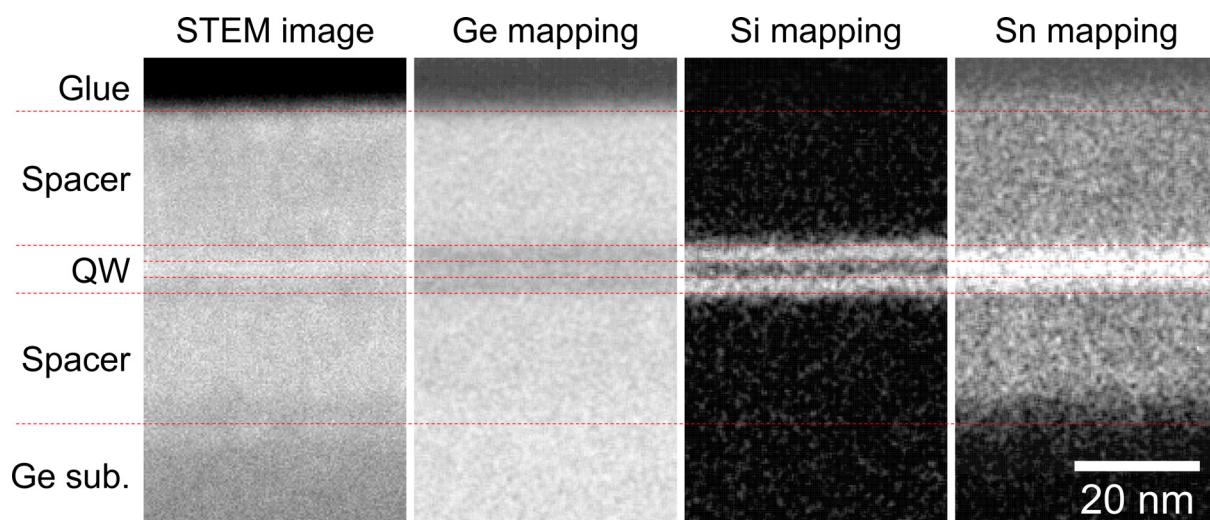 STEM image
Ge mapping
Si mapping
Sn mapping
Glue
Spacer
QW
Spacer
Ge sub.
20 nm